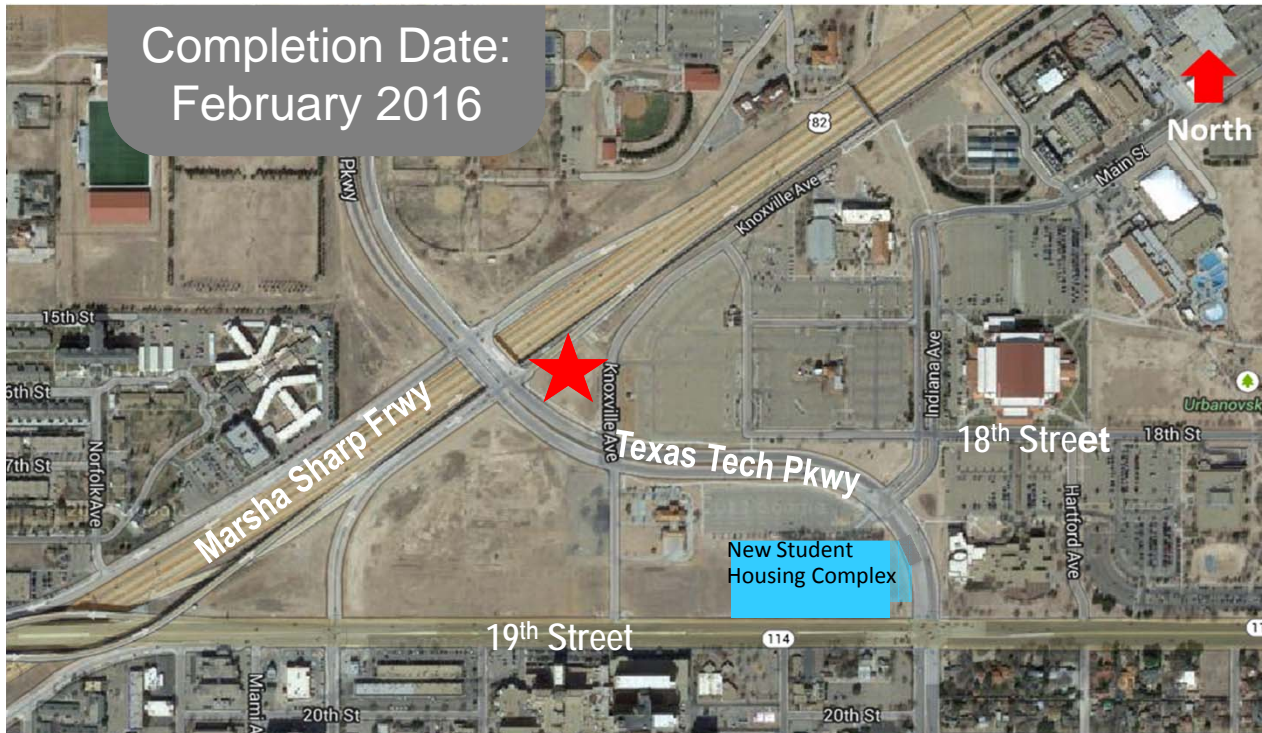 Completion Date:
February 2016
North
82
Pkwy
Main St
Knoxville Ave
15th St
Indiana Ave
Knoxville Ave
6th St
Urbanovsk
Marsha Sharp Frwy
Texas Tech Pkwy
18th Street
18th St
7th St
Norfolk Ave
Hartford Ave
New Student
Housing Complex
19th Street
114
11
Miami A
20th St
20th St